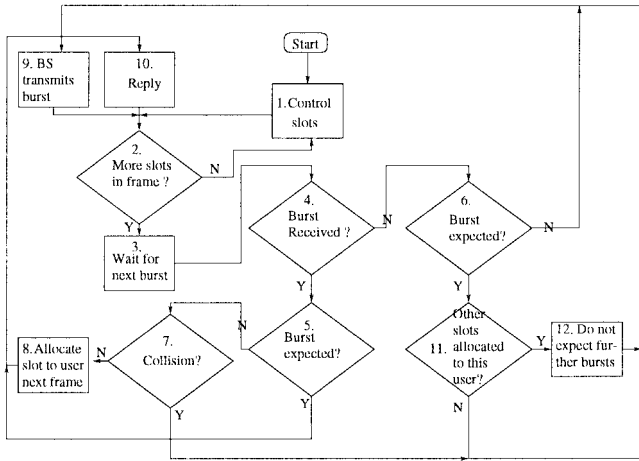 Start
9. BS
transmits
burst
10.
Reply
1.Control
slots
2.
More slots
in frame ?
N
Y
3.
Wait for
next burst
4.
Burst
Received ?
N
Y
6.
Burst
expected?
N
Y
5.
Burst
expected?
N
Y
7.
Collision?
N
Y
8.Allocate
slot to user
next frame
Other
slots
11. allocated
to this
user?
Y
N
12. Do not
expect fur-
ther bursts